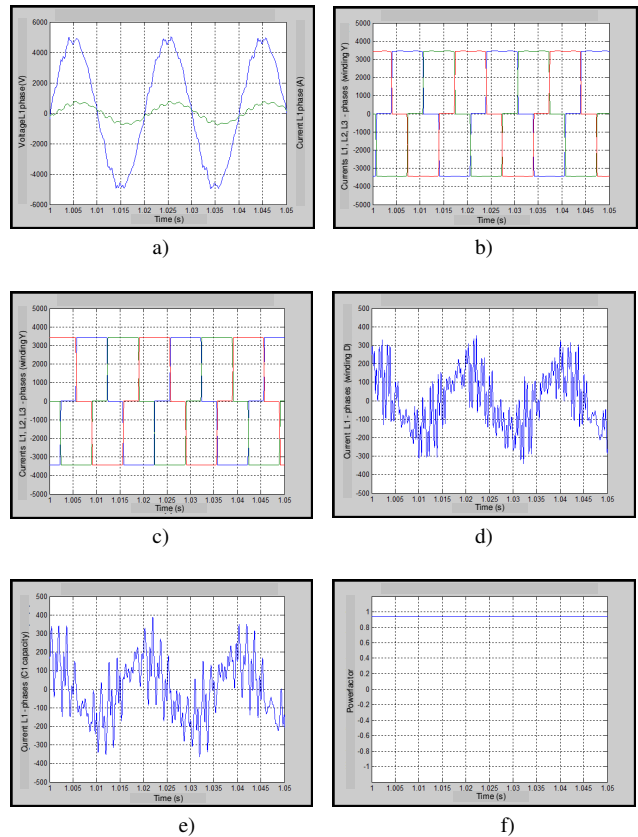 6000
4000
2000
0
-2000
-4000
-6000
Voltage L1 phase (V)
Current L1 phase (A)
1 1.005 1.01 1.015 1.02 1.025 1.03 1.035 1.04 1.045 1.05
Time (s)
a)
5000
4000
3000
2000
1000
0
-1000
-2000
-3000
-4000
-5000
Currents L1, L2, L3 - phases (winding Y)
1 1.005 1.01 1.015 1.02 1.025 1.03 1.035 1.04 1.045 1.05
Time (s)
b)
5000
4000
3000
2000
1000
0
-1000
-2000
-3000
-4000
-5000
Currents L1, L2, L3 - phases (winding Y)
1 1.005 1.01 1.015 1.02 1.025 1.03 1.035 1.04 1.045 1.05
Time (s)
c)
500
400
300
200
100
0
-100
-200
-300
-400
-500
Current L1 - phases (winding D)
1 1.005 1.01 1.015 1.02 1.025 1.03 1.035 1.04 1.045 1.05
Time (s)
d)
500
400
300
200
100
0
-100
-200
-300
-400
-500
Current L1 - phases (C1 capacity)
1 1.005 1.01 1.015 1.02 1.025 1.03 1.035 1.04 1.045 1.05
Time (s)
e)
1
0.8
0.6
0.4
0.2
0
-0.2
-0.4
-0.6
-0.8
-1
Powerfactor
1 1.005 1.01 1.015 1.02 1.025 1.03 1.035 1.04 1.045 1.05
Time (s)
f)